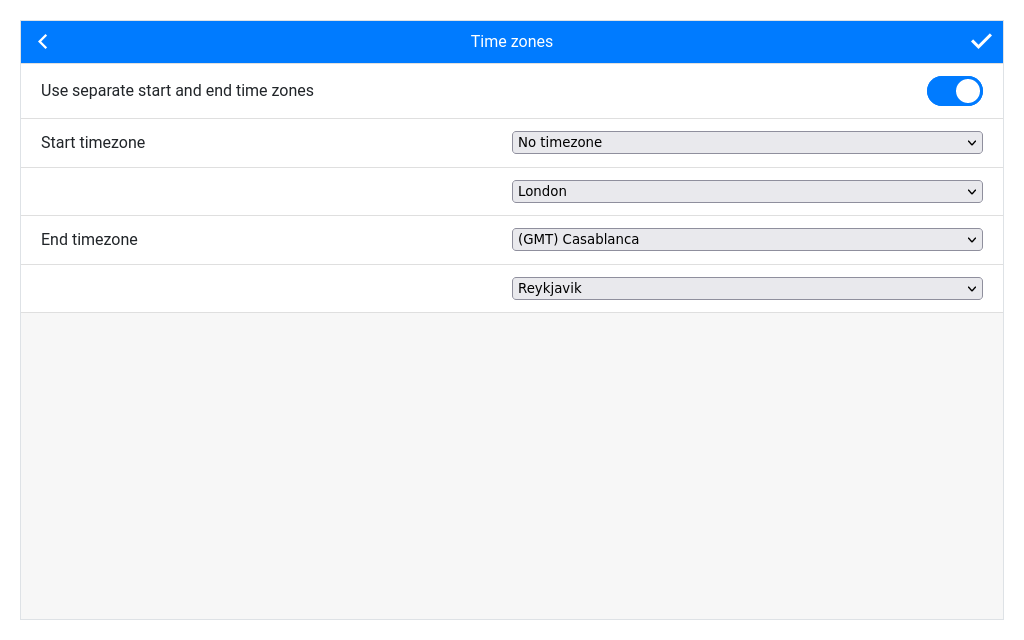 Time zones
Use separate start and end time zones
Start timezone
No timezone
London
End timezone
(GMT) Casablanca
Reykjavik